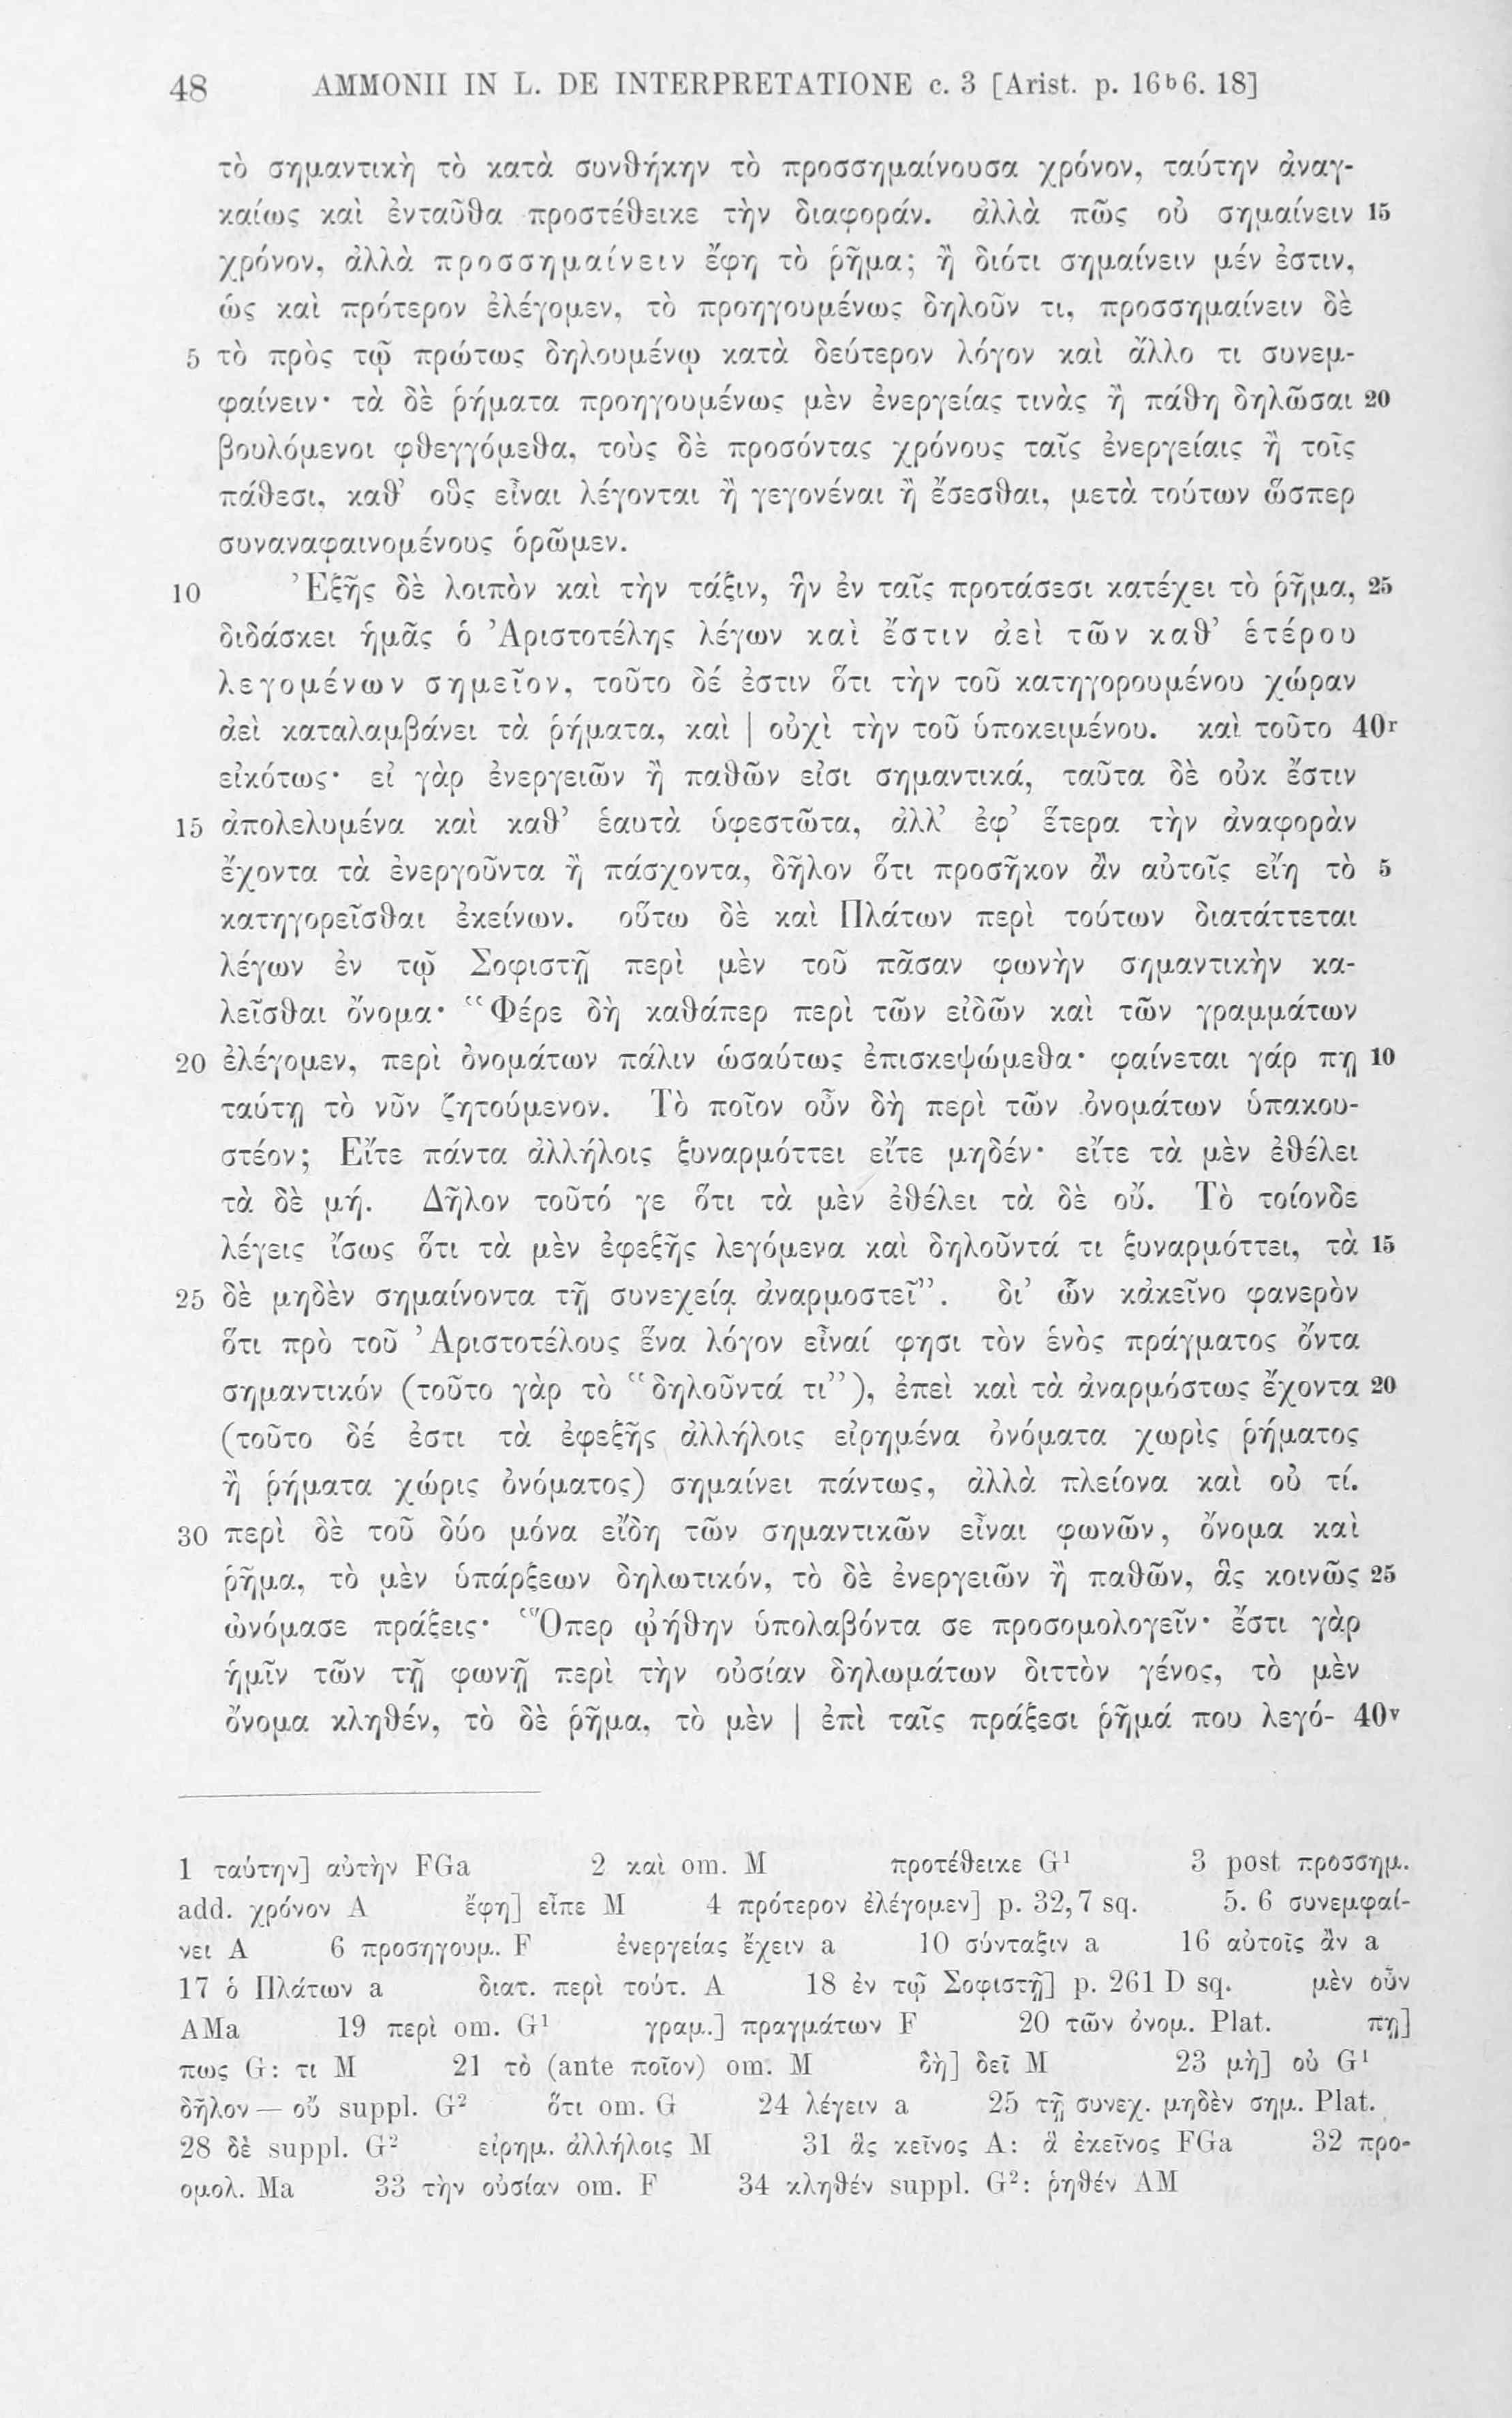 48 AMMONII IN L. DE INTERPRETATIONE c. 3 [Arist. p. 16ᵇ6. 18]
τὸ σημαντικὴ τὸ κατὰ συνθήκην τὸ προσσημαίνουσα χρόνον, ταύτην ἀναγ-
καίως καὶ ἐνταῦθα προστέθεικε τὴν διαφοράν. ἀλλὰ πῶς οὐ σημαίνειν 15
χρόνον, ἀλλὰ προσσημαίνειν ἔφη τὸ ῥῆμα; ἢ διότι σημαίνειν μέν ἐστιν,
ὡς καὶ πρότερον ἐλέγομεν, τὸ προηγουμένως δηλοῦν τι, προσσημαίνειν δὲ
5 τὸ πρὸς τῷ πρώτως δηλουμένῳ κατὰ δεύτερον λόγον καὶ ἄλλο τι συνεμ-
φαίνειν· τὰ δὲ ῥήματα προηγουμένως μὲν ἐνεργείας τινὰς ἢ πάθη δηλῶσαι 20
βουλόμενοι φθεγγόμεθα, τοὺς δὲ προσόντας χρόνους ταῖς ἐνεργείαις ἢ τοῖς
πάθεσι, καθ’ οὓς εἶναι λέγονται ἢ γεγονέναι ἢ ἔσεσθαι, μετὰ τούτων ὥσπερ
συναναφαινομένους ὁρῶμεν.
10 Ἑξῆς δὲ λοιπὸν καὶ τὴν τάξιν, ἣν ἐν ταῖς προτάσεσι κατέχει τὸ ῥῆμα, 25
διδάσκει ἡμᾶς ὁ Ἀριστοτέλης λέγων καὶ ἔστιν ἀεὶ τῶν καθ’ ἑτέρου
λεγομένων σημεῖον, τοῦτο δέ ἐστιν ὅτι τὴν τοῦ κατηγορουμένου χώραν
ἀεὶ καταλαμβάνει τὰ ῥήματα, καὶ | οὐχὶ τὴν τοῦ ὑποκειμένου. καὶ τοῦτο 40ʳ
εἰκότως· εἰ γὰρ ἐνεργειῶν ἢ παθῶν εἰσι σημαντικά, ταῦτα δὲ οὐκ ἔστιν
15 ἀπολελυμένα καὶ καθ’ ἑαυτὰ ὑφεστῶτα, ἀλλ’ ἐφ’ ἕτερα τὴν ἀναφορὰν
ἔχοντα τὰ ἐνεργοῦντα ἢ πάσχοντα, δῆλον ὅτι προσῆκον ἂν αὐτοῖς εἴη τὸ 5
κατηγορεῖσθαι ἐκείνων. οὕτω δὲ καὶ Πλάτων περὶ τούτων διατάττεται
λέγων ἐν τῷ Σοφιστῇ περὶ μὲν τοῦ πᾶσαν φωνὴν σημαντικὴν κα-
λεῖσθαι ὄνομα· “Φέρε δὴ καθάπερ περὶ τῶν εἰδῶν καὶ τῶν γραμμάτων
20 ἐλέγομεν, περὶ ὀνομάτων πάλιν ὡσαύτως ἐπισκεψώμεθα· φαίνεται γάρ πῃ 10
ταύτῃ τὸ νῦν ζητούμενον. Τὸ ποῖον οὖν δὴ περὶ τῶν ὀνομάτων ὑπακου-
στέον; Εἴτε πάντα ἀλλήλοις ξυναρμόττει εἴτε μηδέν· εἴτε τὰ μὲν ἐθέλει
τὰ δὲ μή. Δῆλον τοῦτό γε ὅτι τὰ μὲν ἐθέλει τὰ δὲ οὔ. Τὸ τοίονδε
λέγεις ἴσως ὅτι τὰ μὲν ἐφεξῆς λεγόμενα καὶ δηλοῦντά τι ξυναρμόττει, τὰ 15
25 δὲ μηδὲν σημαίνοντα τῇ συνεχείᾳ ἀναρμοστεῖ”. δι’ ὧν κἀκεῖνο φανερὸν
ὅτι πρὸ τοῦ Ἀριστοτέλους ἕνα λόγον εἶναί φησι τὸν ἑνὸς πράγματος ὄντα
σημαντικόν (τοῦτο γὰρ τὸ “δηλοῦντά τι”), ἐπεὶ καὶ τὰ ἀναρμόστως ἔχοντα 20
(τοῦτο δέ ἐστι τὰ ἐφεξῆς ἀλλήλοις εἰρημένα ὀνόματα χωρὶς ῥήματος
ἢ ῥήματα χώρις ὀνόματος) σημαίνει πάντως, ἀλλὰ πλείονα καὶ οὐ τί.
30 περὶ δὲ τοῦ δύο μόνα εἴδη τῶν σημαντικῶν εἶναι φωνῶν, ὄνομα καὶ
ῥῆμα, τὸ μὲν ὑπάρξεων δηλωτικόν, τὸ δὲ ἐνεργειῶν ἢ παθῶν, ἃς κοινῶς 25
ὠνόμασε πράξεις· “Ὅπερ ᾠήθην ὑπολαβόντα σε προσομολογεῖν· ἔστι γὰρ
ἡμῖν τῶν τῇ φωνῇ περὶ τὴν οὐσίαν δηλωμάτων διττὸν γένος, τὸ μὲν
ὄνομα κληθέν, τὸ δὲ ῥῆμα, τὸ μὲν | ἐπὶ ταῖς πράξεσι ῥῆμά που λεγό- 40ᵛ
1 ταύτην] αὐτὴν FGa 2 καὶ om. M προτέθεικε G¹ 3 post προσσημ.
add. χρόνον A ἔφη] εἶπε M 4 πρότερον ἐλέγομεν] p. 32,7 sq. 5. 6 συνεμφαί-
νει A 6 προσηγουμ. F ἐνεργείας ἔχειν a 10 σύνταξιν a 16 αὐτοῖς ἂν a
17 ὁ Πλάτων a διατ. περὶ τούτ. A 18 ἐν τῷ Σοφιστῇ] p. 261 D sq. μὲν οὖν
AMa 19 περὶ om. G¹ γραμ.] πραγμάτων F 20 τῶν ὀνομ. Plat. πῃ]
πως G: τι M 21 τὸ (ante ποῖον) om. M δὴ] δεῖ M 23 μὴ] οὐ G¹
δῆλον — οὔ suppl. G² ὅτι om. G 24 λέγειν a 25 τῇ συνεχ. μηδὲν σημ. Plat.
28 δὲ suppl. G² εἰρημ. ἀλλήλοις M 31 ἃς κεῖνος A: ἃ ἐκεῖνος FGa 32 προ-
ομολ. Ma 33 τὴν οὐσίαν om. F 34 κληθέν suppl. G²: ῥηθέν AM